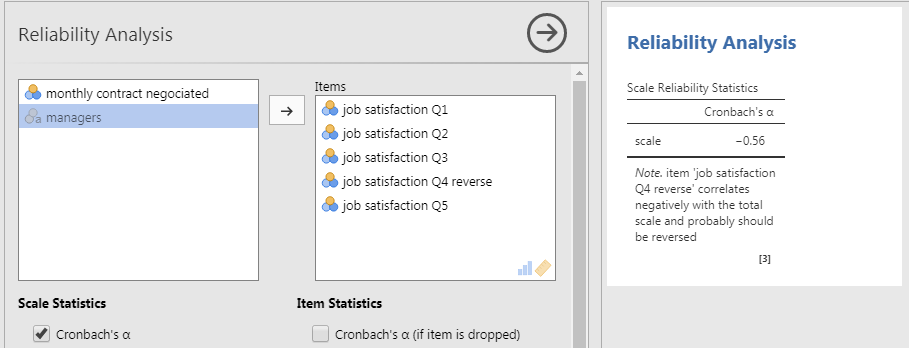 Reliability Analysis
monthly contract negociated
managers
Items
job satisfaction Q1
job satisfaction Q2
job satisfaction Q3
job satisfaction Q4 reverse
job satisfaction Q5
Scale Statistics
Cronbach's α
Item Statistics
Cronbach's α (if item is dropped)
Reliability Analysis
Scale Reliability Statistics
Cronbach's α
scale −0.56
Note. item 'job satisfaction
Q4 reverse' correlates
negatively with the total
scale and probably should
be reversed
[3]